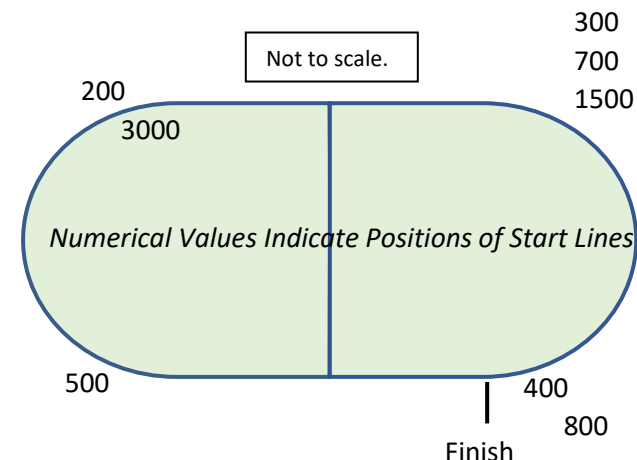 300
700
1500
Not to scale.
200
3000
Numerical Values Indicate Positions of Start Lines
500
400
800
Finish